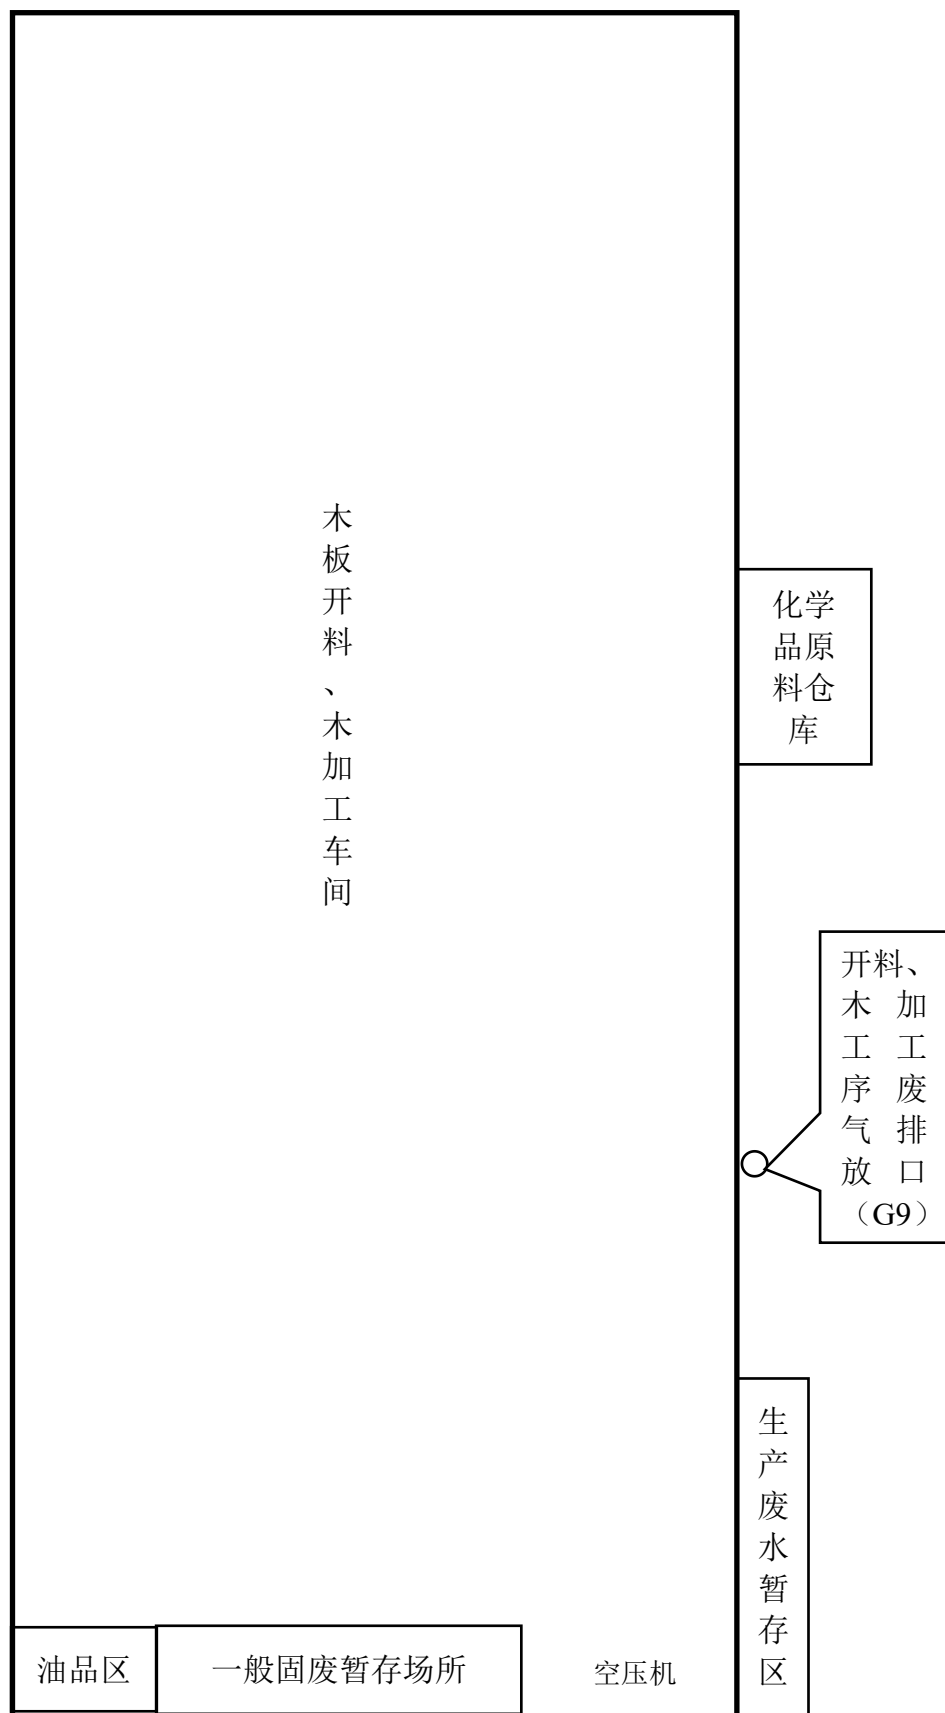 木板开料、木加工车间
化学
品原
料仓
库
开料、
木加
工工
序废
气排
放口
（G9）
生产废水暂存区
油品区
一般固废暂存场所
空压机